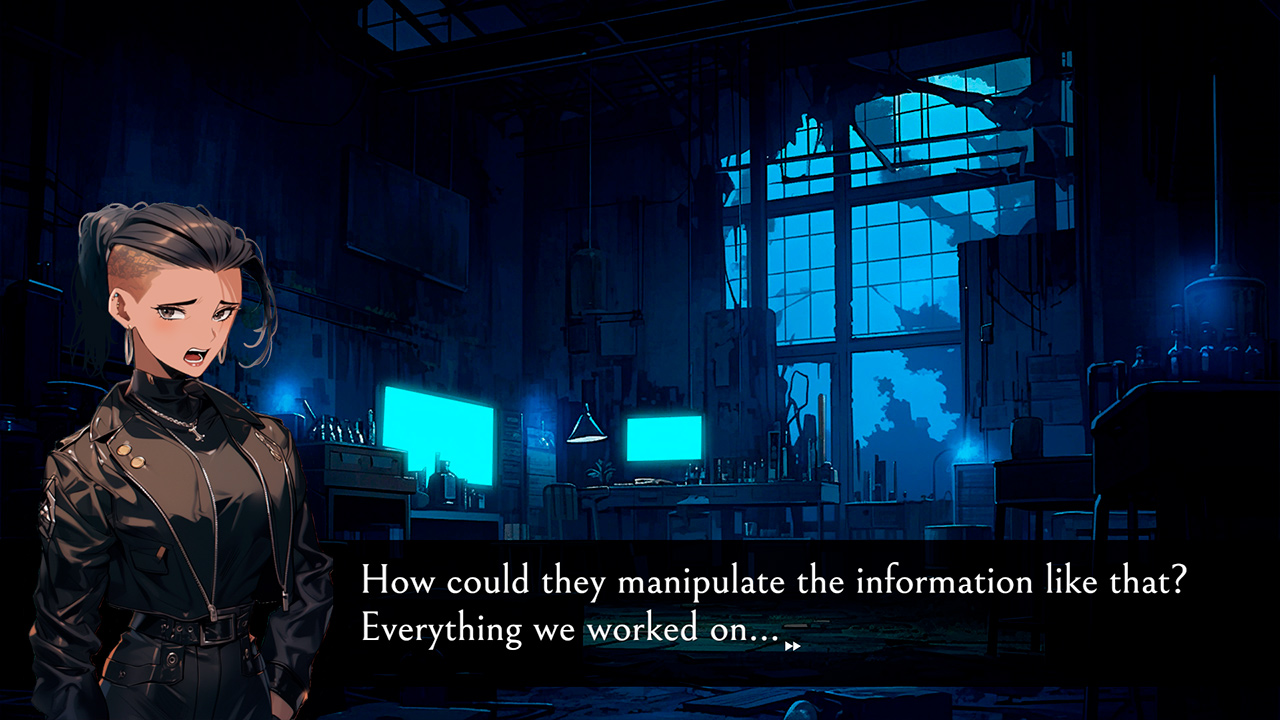 How could they manipulate the information like that?
Everything we worked on...